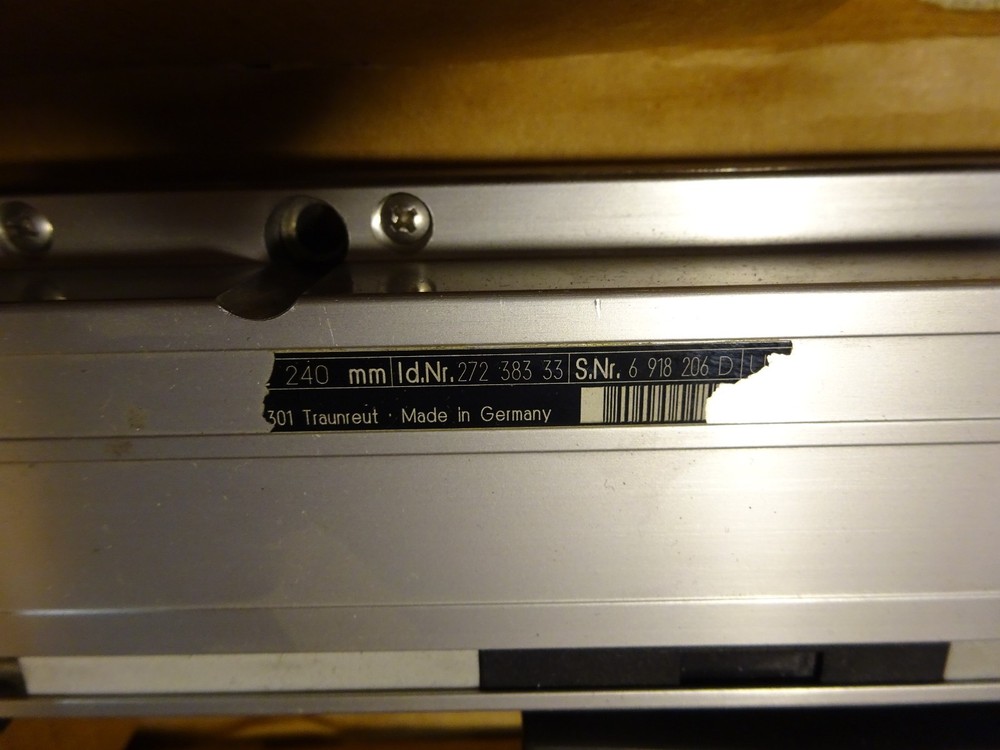 240 mm Id.Nr. 272 383 33 S.Nr. 6 918 206 D
301 Traunreut · Made in Germany